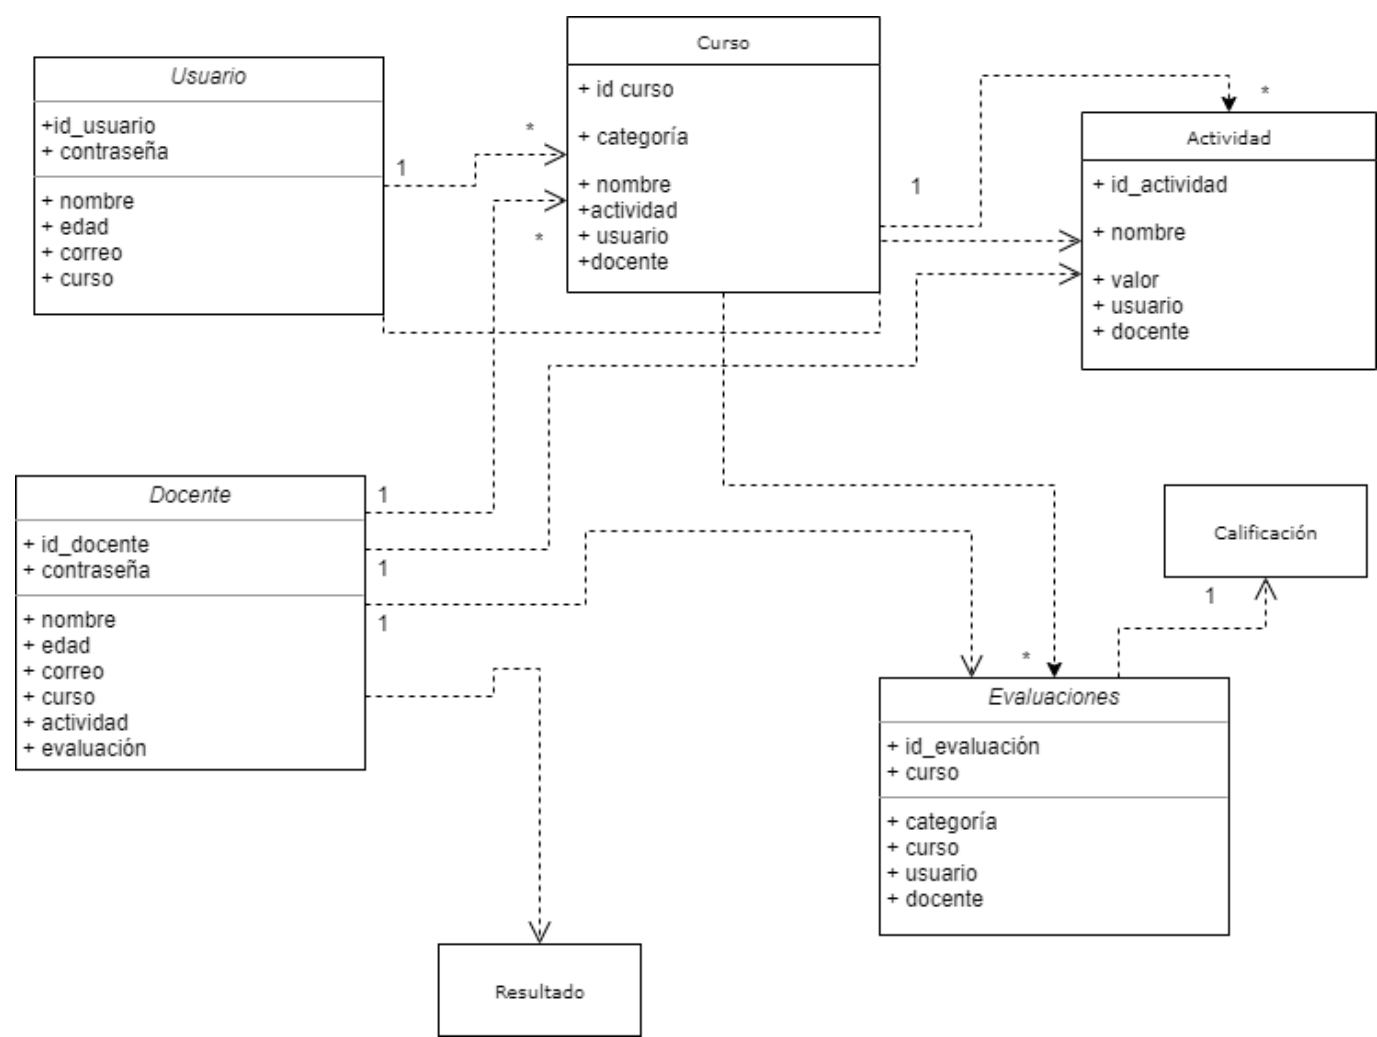 Usuario
+id_usuario
+ contraseña
+ nombre
+ edad
+ correo
+ curso
1
*
*
Curso
+ id curso
+ categoría
+ nombre
+actividad
+ usuario
+docente
1
*
Actividad
+ id_actividad
+ nombre
+ valor
+ usuario
+ docente
Docente
+ id_docente
+ contraseña
+ nombre
+ edad
+ correo
+ curso
+ actividad
+ evaluación
1
1
1
Calificación
1
*
Evaluaciones
+ id_evaluación
+ curso
+ categoría
+ curso
+ usuario
+ docente
Resultado